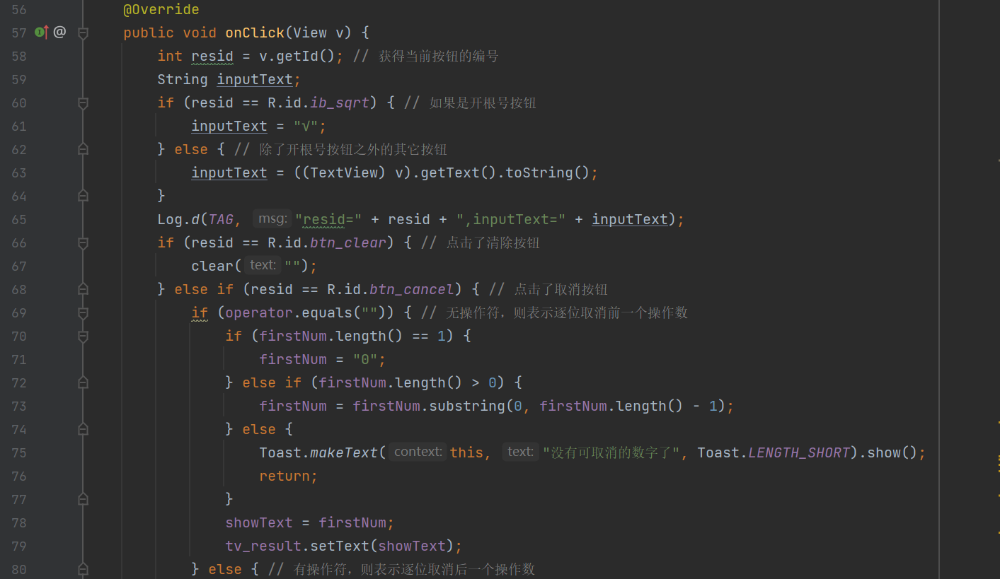 56 @Override
57 @ public void onClick(View v) {
58 int resid = v.getId(); // 获得当前按钮的编号
59 String inputText;
60 if (resid == R.id.ib_sqrt) { // 如果是开根号按钮
61 inputText = "√";
62 } else { // 除了开根号按钮之外的其它按钮
63 inputText = ((TextView) v).getText().toString();
64 }
65 Log.d(TAG, msg: "resid=" + resid + ",inputText=" + inputText);
66 if (resid == R.id.btn_clear) { // 点击了清除按钮
67 clear( text: "");
68 } else if (resid == R.id.btn_cancel) { // 点击了取消按钮
69 if (operator.equals("")) { // 无操作符，则表示逐位取消前一个操作数
70 if (firstNum.length() == 1) {
71 firstNum = "0";
72 } else if (firstNum.length() > 0) {
73 firstNum = firstNum.substring(0, firstNum.length() - 1);
74 } else {
75 Toast.makeText( context: this, text: "没有可取消的数字了", Toast.LENGTH_SHORT).show();
76 return;
77 }
78 showText = firstNum;
79 tv_result.setText(showText);
80 } else { // 有操作符，则表示逐位取消后一个操作数